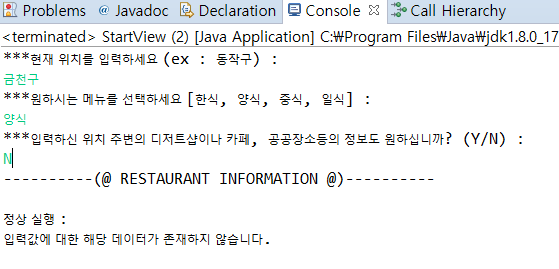 Problems @ Javadoc Declaration Console Call Hierarchy
<terminated> StartView (2) [Java Application] C:₩Program Files₩Java₩jdk1.8.0_17
***현재 위치를 입력하세요 (ex : 동작구) :
금천구
***원하시는 메뉴를 선택하세요 [한식, 양식, 중식, 일식] :
양식
***입력하신 위치 주변의 디저트샵이나 카페, 공공장소등의 정보도 원하십니까? (Y/N) :
N
----------(@ RESTAURANT INFORMATION @)----------
정상 실행 :
입력값에 대한 해당 데이터가 존재하지 않습니다.